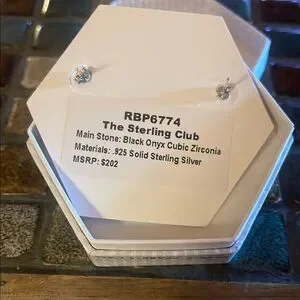 RBP6774
The Sterling Club
Main Stone: Black Onyx Cubic Zirconia
Materials: .925 Solid Sterling Silver
MSRP: $202